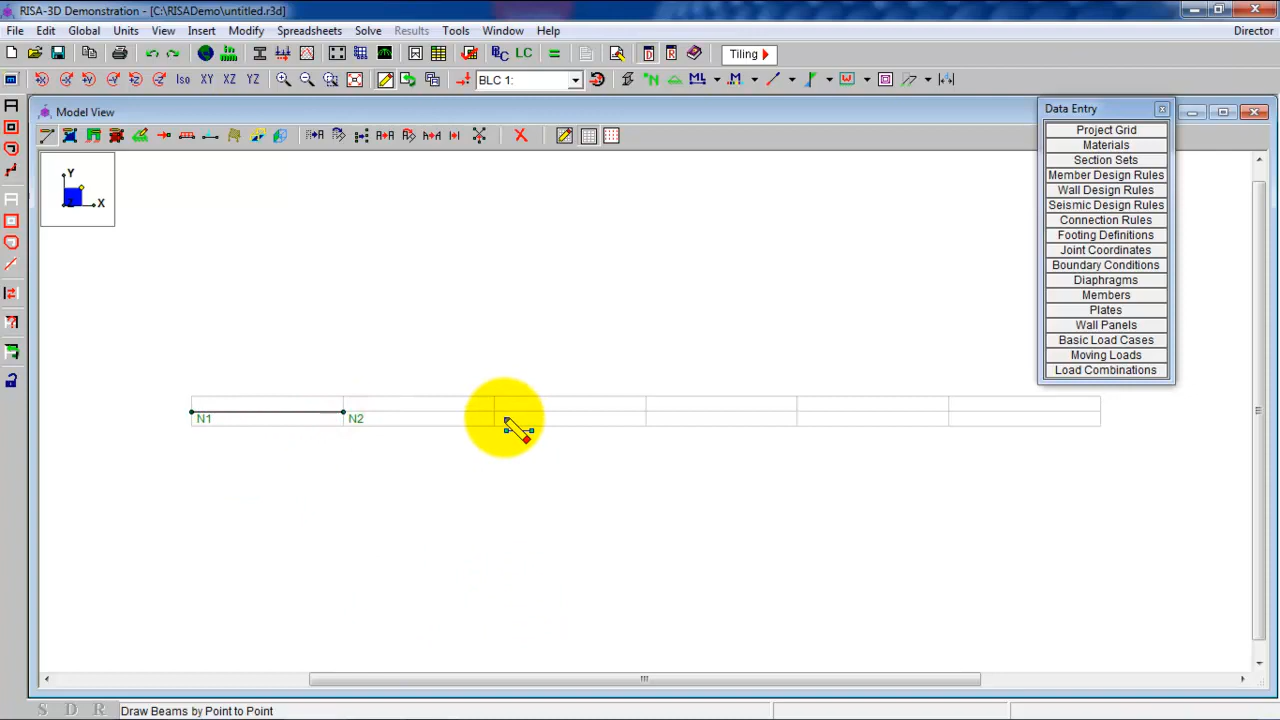 RISA-3D Demonstration - [C:\RISADemo\untitled.r3d]
File Edit Global Units View Insert Modify Spreadsheets Solve Results Tools Window Help Director
LC Tiling
Iso XY XZ YZ BLC 1:
Model View
Data Entry
Project Grid
Materials
Section Sets
Member Design Rules
Wall Design Rules
Seismic Design Rules
Connection Rules
Footing Definitions
Joint Coordinates
Boundary Conditions
Diaphragms
Members
Plates
Wall Panels
Basic Load Cases
Moving Loads
Load Combinations
Y
X
N1 N2
S D R Draw Beams by Point to Point